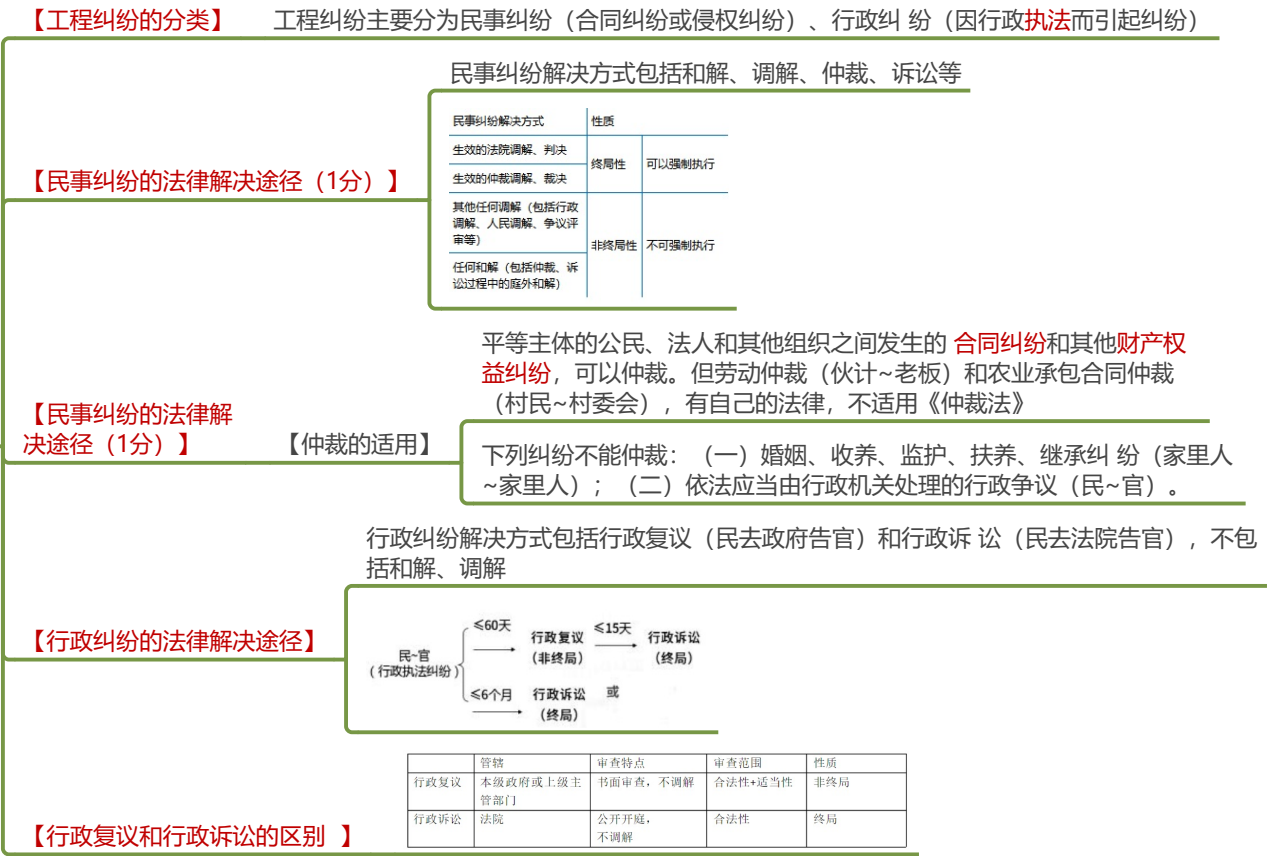 【工程纠纷的分类】 工程纠纷主要分为民事纠纷（合同纠纷或侵权纠纷）、行政纠 纷（因行政执法而引起纠纷）
民事纠纷解决方式包括和解、调解、仲裁、诉讼等
【民事纠纷的法律解决途径（1分）】
民事纠纷解决方式 性质
生效的法院调解、判决
终局性 可以强制执行
生效的仲裁调解、裁决
其他任何调解（包括行政
调解、人民调解、争议评
审等）
非终局性 不可强制执行
任何和解（包括仲裁、诉
讼过程中的庭外和解）
【民事纠纷的法律解
决途径（1分）】
【仲裁的适用】
平等主体的公民、法人和其他组织之间发生的 合同纠纷和其他财产权
益纠纷，可以仲裁。但劳动仲裁（伙计~老板）和农业承包合同仲裁
（村民~村委会），有自己的法律，不适用《仲裁法》
下列纠纷不能仲裁：（一）婚姻、收养、监护、扶养、继承纠 纷（家里人
~家里人）；（二）依法应当由行政机关处理的行政争议（民~官）。
【行政纠纷的法律解决途径】
行政纠纷解决方式包括行政复议（民去政府告官）和行政诉 讼（民去法院告官），不包
括和解、调解
民~官
（行政执法纠纷）
≤60天
行政复议
（非终局）
≤15天
行政诉讼
（终局）
≤6个月
行政诉讼
（终局）
或
【行政复议和行政诉讼的区别 】
管辖 审查特点 审查范围 性质
行政复议 本级政府或上级主 书面审查，不调解 合法性+适当性 非终局
管部门
行政诉讼 法院 公开开庭， 合法性 终局
不调解